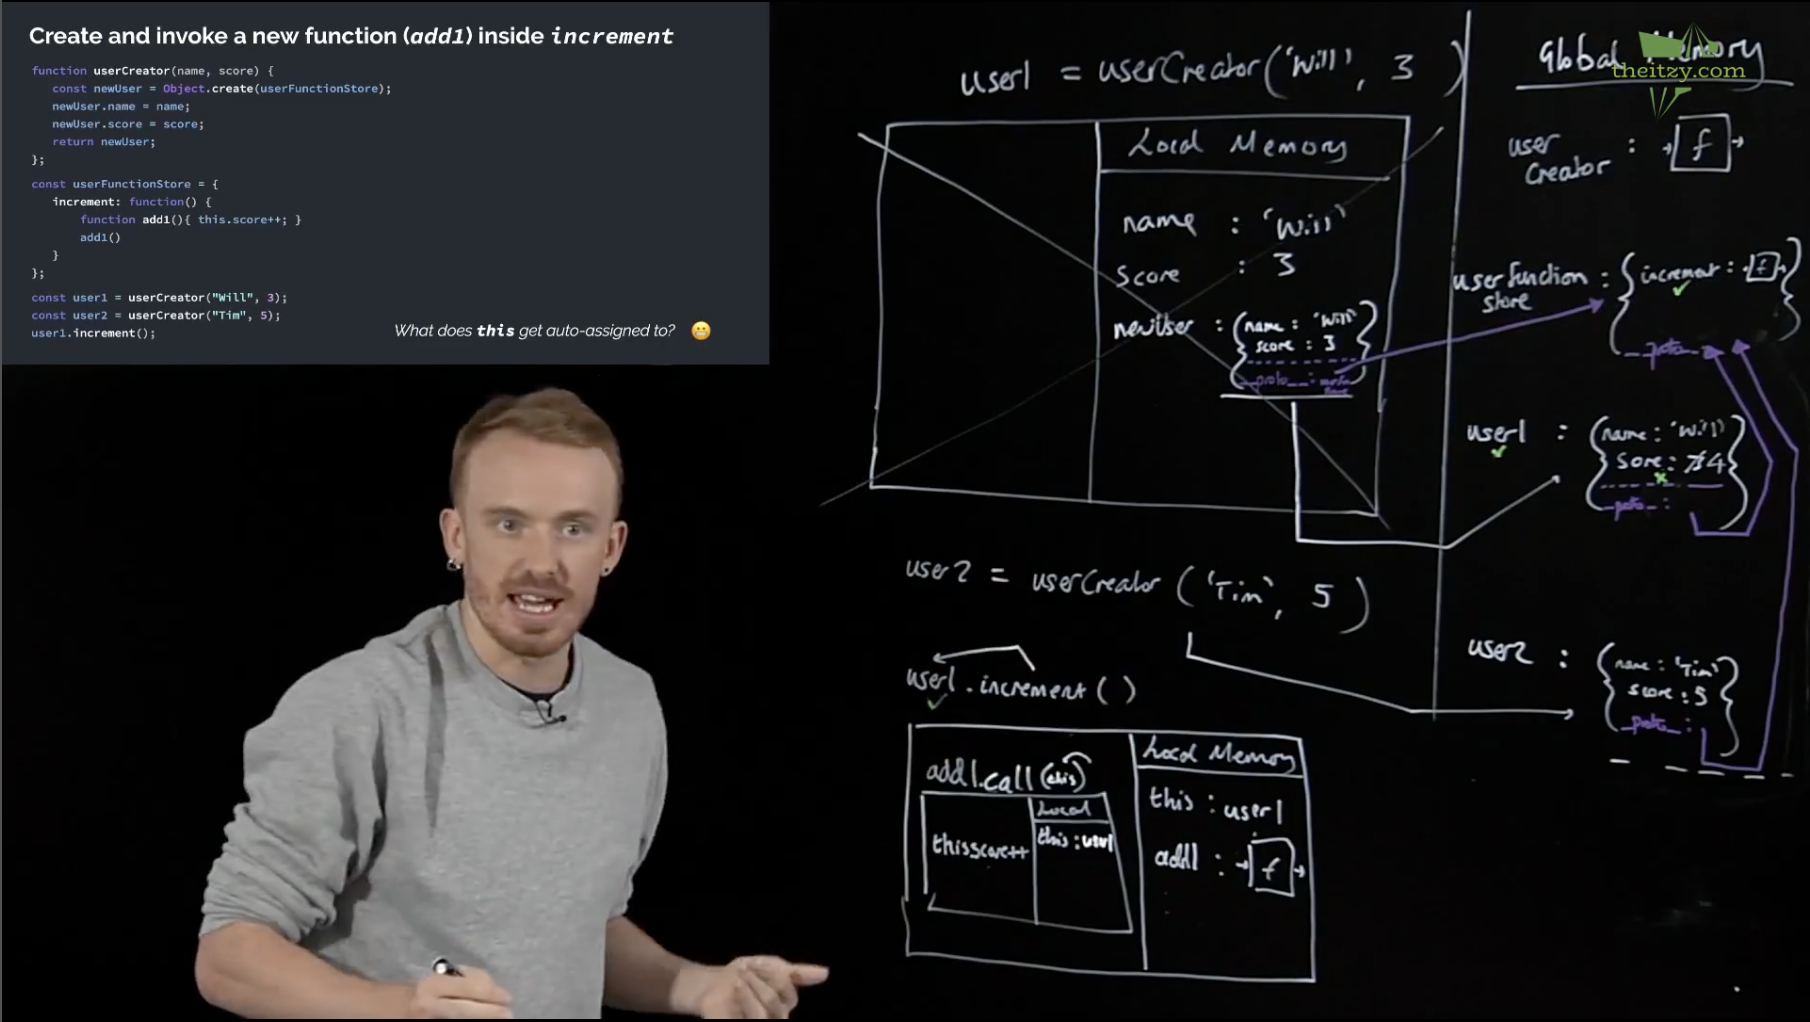 Create and invoke a new function (add1) inside increment
function userCreator(name, score) {
const newUser = Object.create(userFunctionStore);
newUser.name = name;
newUser.score = score;
return newUser;
};
const userFunctionStore = {
increment: function() {
function add1(){ this.score++; }
add1()
}
};
const user1 = userCreator("Will", 3);
const user2 = userCreator("Tim", 5);
user1.increment();
What does this get auto-assigned to? 😁
user1 = userCreator('Will', 3)
Local Memory
name : 'Will'
score : 3
newUser : {name : 'Will'
score : 3
__proto__ :
}
user2 = userCreator('Tim', 5)
user1.increment()
add1.call(this)
Local
this.score++
this : user1
Local Memory
this : user1
add1 : f
Global Memory
theitzy.com
user
Creator : f
userFunction
store : {increment : f
__proto__
}
user1 : {name : 'Will'
Score : 3 4
__proto__ :
}
user2 : {name : 'Tim'
score : 5
__proto__ :
}